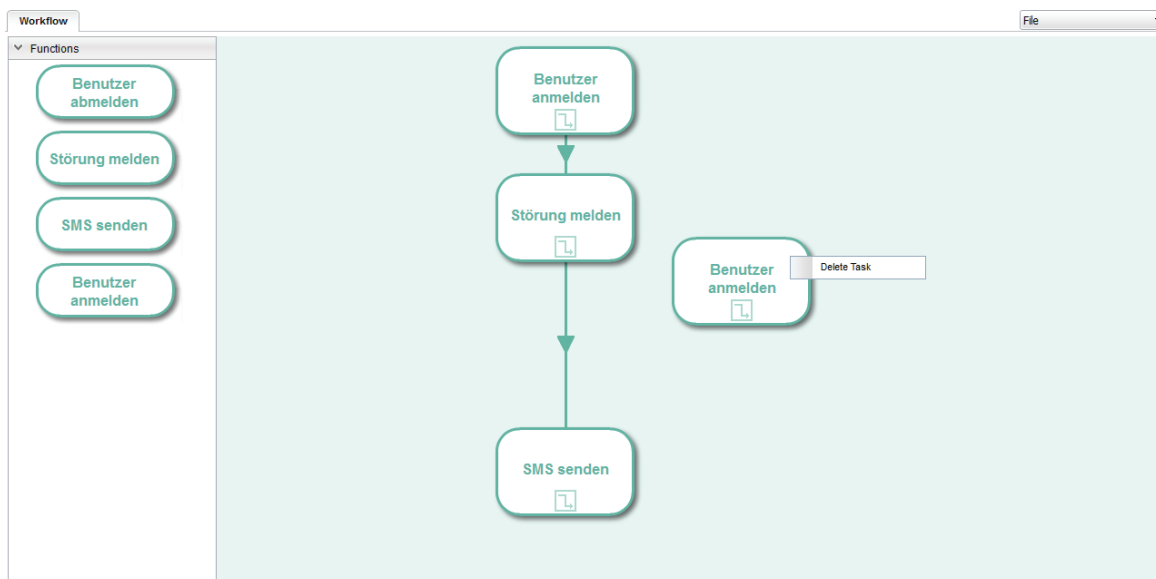 Workflow
File
Functions
Benutzer
abmelden
Störung melden
SMS senden
Benutzer
anmelden
Benutzer
anmelden
Störung melden
Benutzer
anmelden
Delete Task
SMS senden